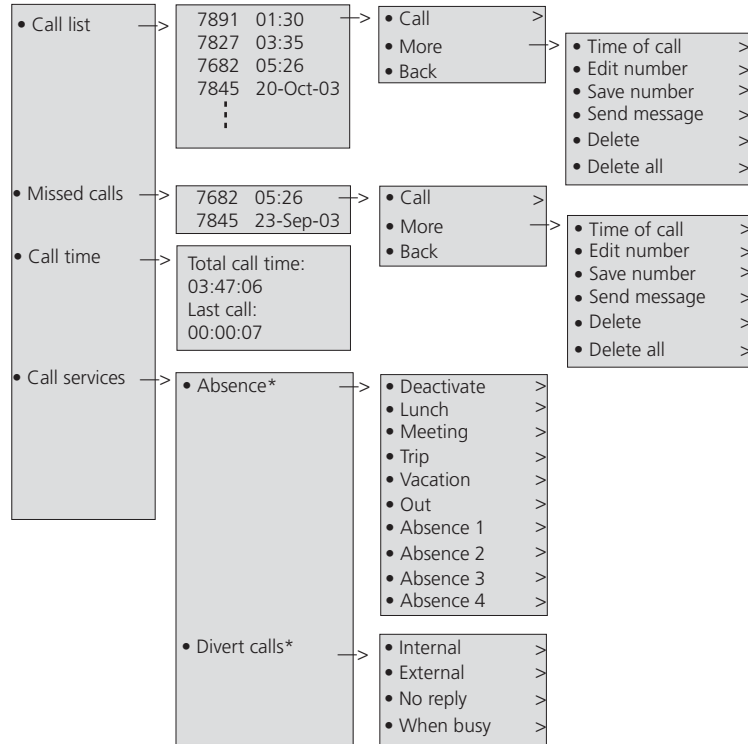 • Call list —>
7891 01:30 —>
7827 03:35
7682 05:26
7845 20-Oct-03
• Call >
• More —>
• Back
• Time of call >
• Edit number >
• Save number >
• Send message >
• Delete >
• Delete all >
• Missed calls —>
7682 05:26 —>
7845 23-Sep-03
• Call >
• More —>
• Back
• Time of call >
• Edit number >
• Save number >
• Send message >
• Delete >
• Delete all >
• Call time —>
Total call time:
03:47:06
Last call:
00:00:07
• Call services —>
• Absence* —>
• Deactivate >
• Lunch >
• Meeting >
• Trip >
• Vacation >
• Out >
• Absence 1 >
• Absence 2 >
• Absence 3 >
• Absence 4 >
• Divert calls* —>
• Internal >
• External >
• No reply >
• When busy >